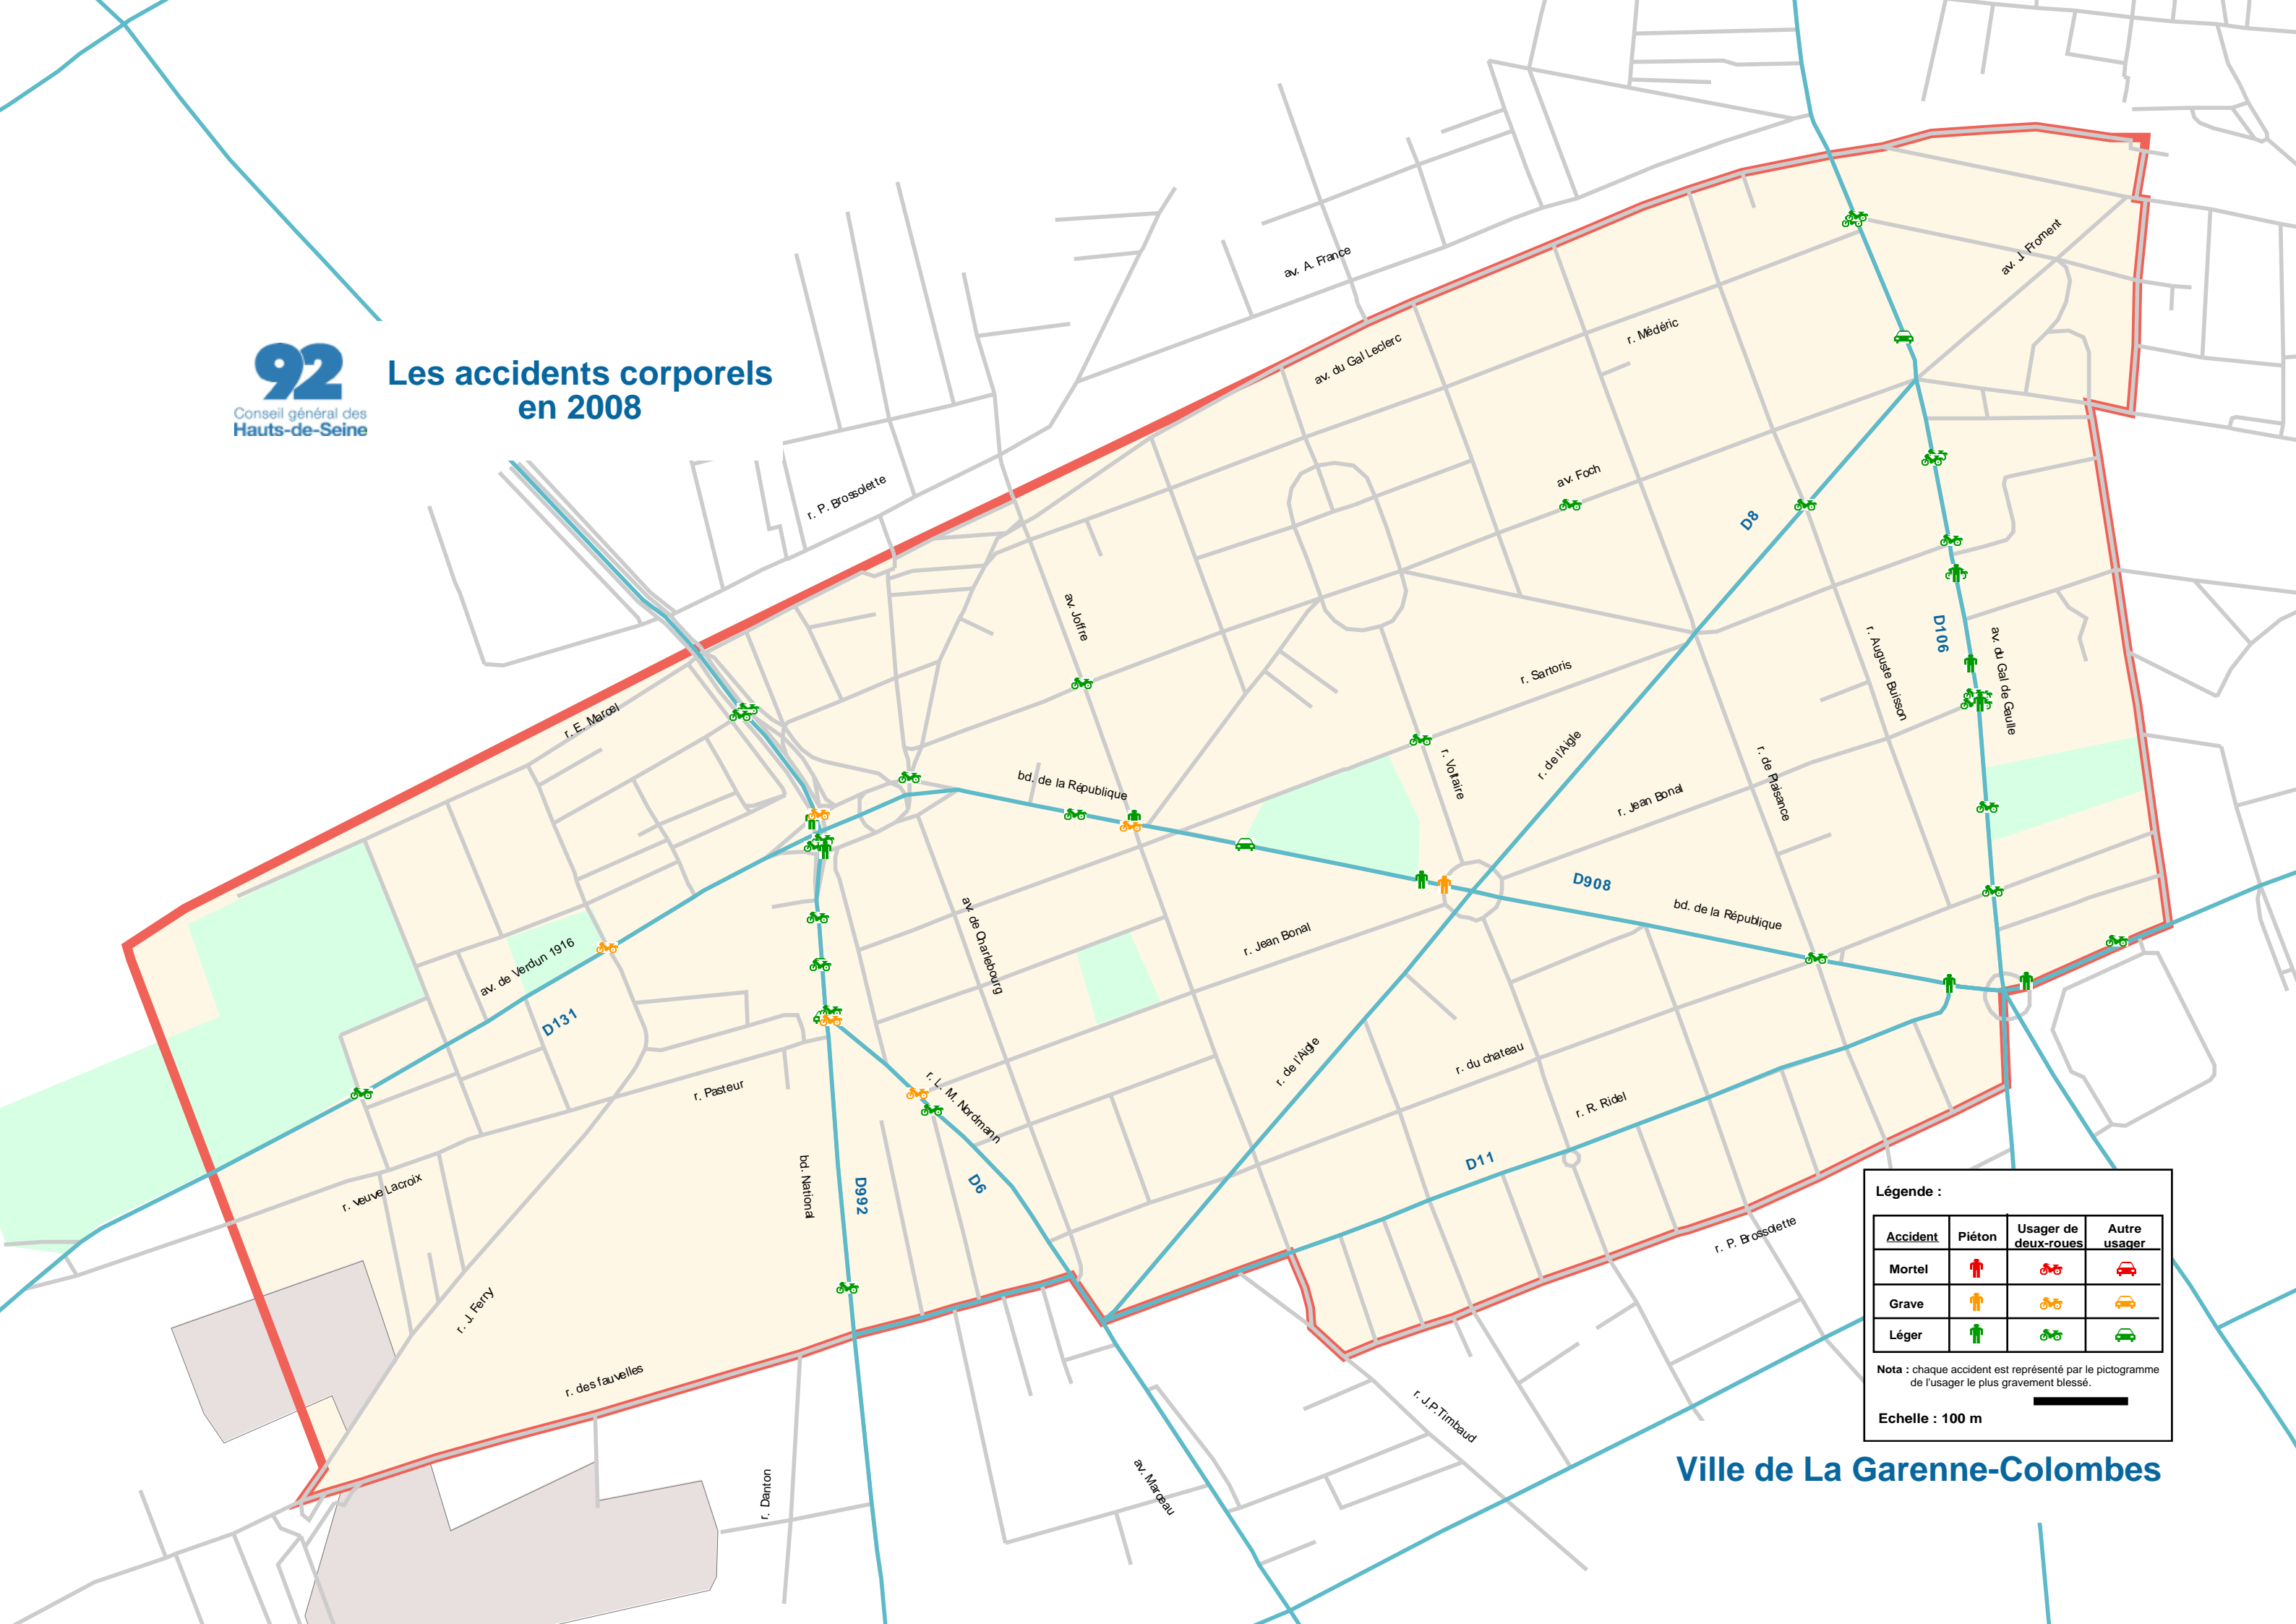 92
Conseil général des
Hauts-de-Seine
Les accidents corporels
en 2008
av. A. France
av. J. Froment
r. Médéric
av. du Gal Leclerc
r. P. Brossolette
av. Foch
D8
av. Joffre
D106
av. du Gal de Gaulle
r. Auguste Buisson
r. Sartoris
r. E. Marcel
r. de l'Aigle
r. Voltaire
r. de Plaisance
bd. de la République
r. Jean Bonal
D908
bd. de la République
av. de Charlebourg
r. Jean Bonal
av. de Verdun 1916
D131
r. de l'Aigle
r. du chateau
r. Pasteur
r. L. M. Nordmann
r. R. Ridel
D11
bd. National
D992
D6
r. veuve Lacroix
r. P. Brossolette
r. J. Ferry
r. des fauvelles
r. J.P.Timbaud
r. Danton
av. Marceau
Légende :
Accident Piéton Usager de deux-roues Autre usager
Mortel
Grave
Léger
Nota : chaque accident est représenté par le pictogramme
de l'usager le plus gravement blessé.
Echelle : 100 m
Ville de La Garenne-Colombes